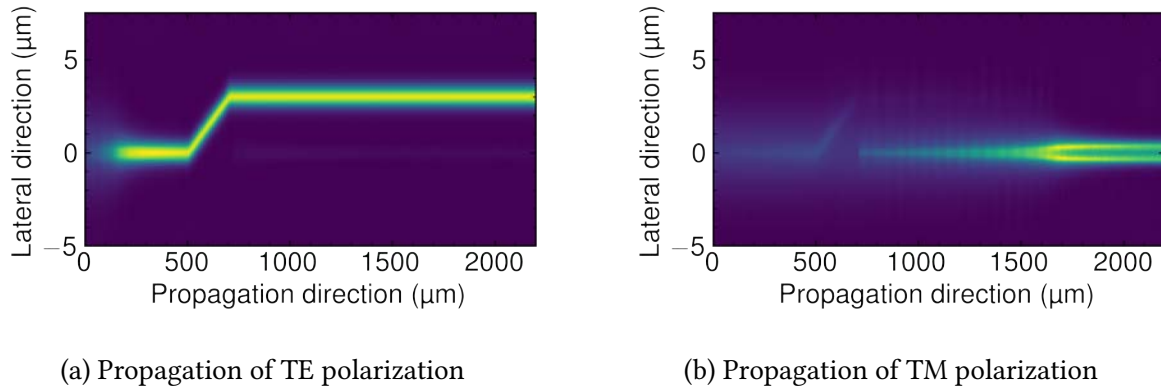 Lateral direction (μm)
5
0
−5
0 500 1000 1500 2000
Propagation direction (μm)
(a) Propagation of TE polarization
Lateral direction (μm)
5
0
−5
0 500 1000 1500 2000
Propagation direction (μm)
(b) Propagation of TM polarization